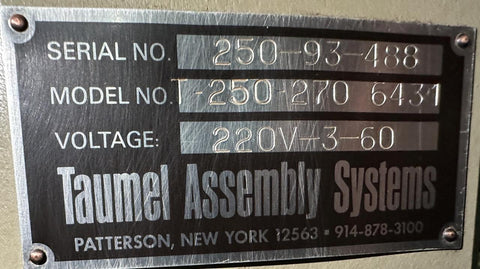 SERIAL NO. 250-93-488
MODEL NO. T-250-270 6431
VOLTAGE: 220V-3-60
Taumel Assembly Systems
PATTERSON, NEW YORK 12563 • 914-878-3100